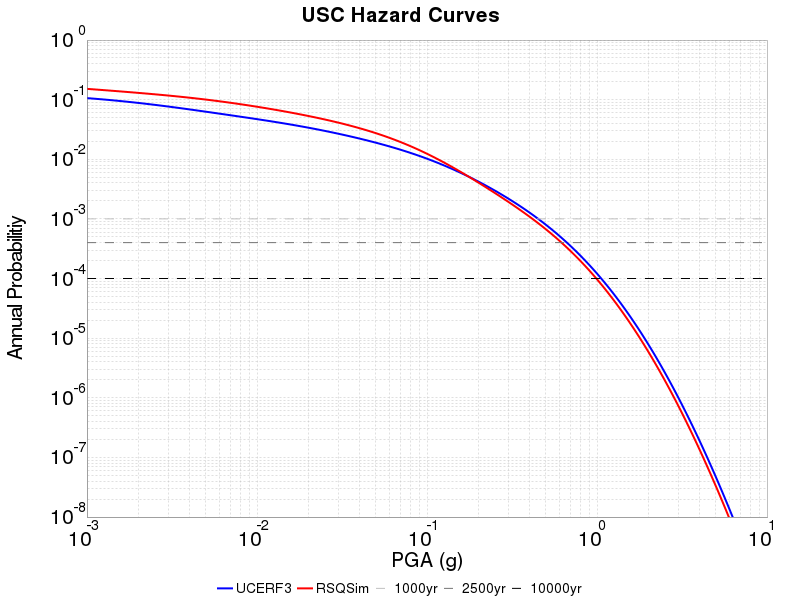 USC Hazard Curves
10^0
10^-1
10^-2
10^-3
10^-4
10^-5
10^-6
10^-7
10^-8
Annual Probabilitiy
10^-3 10^-2 10^-1 10^0 10^1
PGA (g)
UCERF3 RSQSim 1000yr 2500yr 10000yr